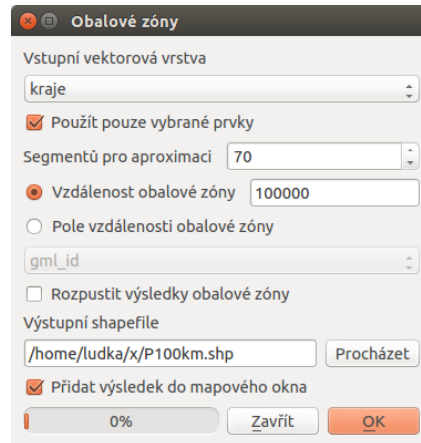 Obalové zóny
Vstupní vektorová vrstva
kraje
Použít pouze vybrané prvky
Segmentů pro aproximaci 70
Vzdálenost obalové zóny 100000
Pole vzdálenosti obalové zóny
gml_id
Rozpustit výsledky obalové zóny
Výstupní shapefile
/home/ludka/x/P100km.shp Procházet
Přidat výsledek do mapového okna
0% Zavřít OK